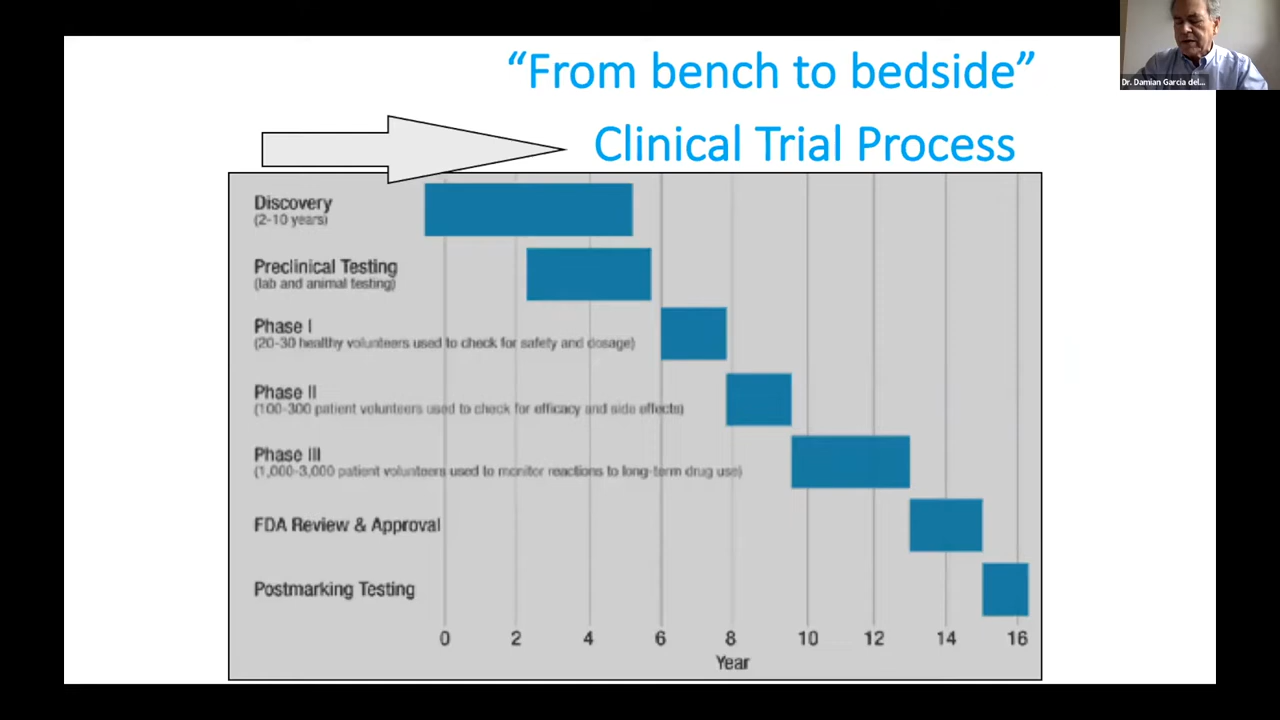 “From bench to bedside”
Clinical Trial Process
Dr. Damian Garcia del...
Discovery
(2-10 years)
Preclinical Testing
(lab and animal testing)
Phase I
(20-30 healthy volunteers used to check for safety and dosage)
Phase II
(100-300 patient volunteers used to check for efficacy and side effects)
Phase III
(1,000-3,000 patient volunteers used to monitor reactions to long-term drug use)
FDA Review & Approval
Postmarking Testing
0 2 4 6 8 10 12 14 16
Year